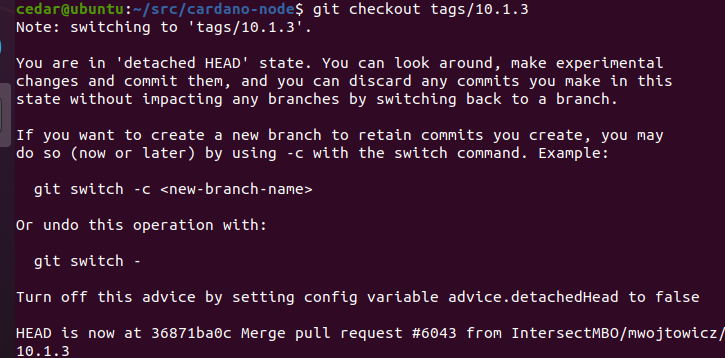 cedar@ubuntu:~/src/cardano-node$ git checkout tags/10.1.3
Note: switching to 'tags/10.1.3'.
You are in 'detached HEAD' state. You can look around, make experimental
changes and commit them, and you can discard any commits you make in this
state without impacting any branches by switching back to a branch.
If you want to create a new branch to retain commits you create, you may
do so (now or later) by using -c with the switch command. Example:
git switch -c <new-branch-name>
Or undo this operation with:
git switch -
Turn off this advice by setting config variable advice.detachedHead to false
HEAD is now at 36871ba0c Merge pull request #6043 from IntersectMBO/mwojtowicz/
10.1.3